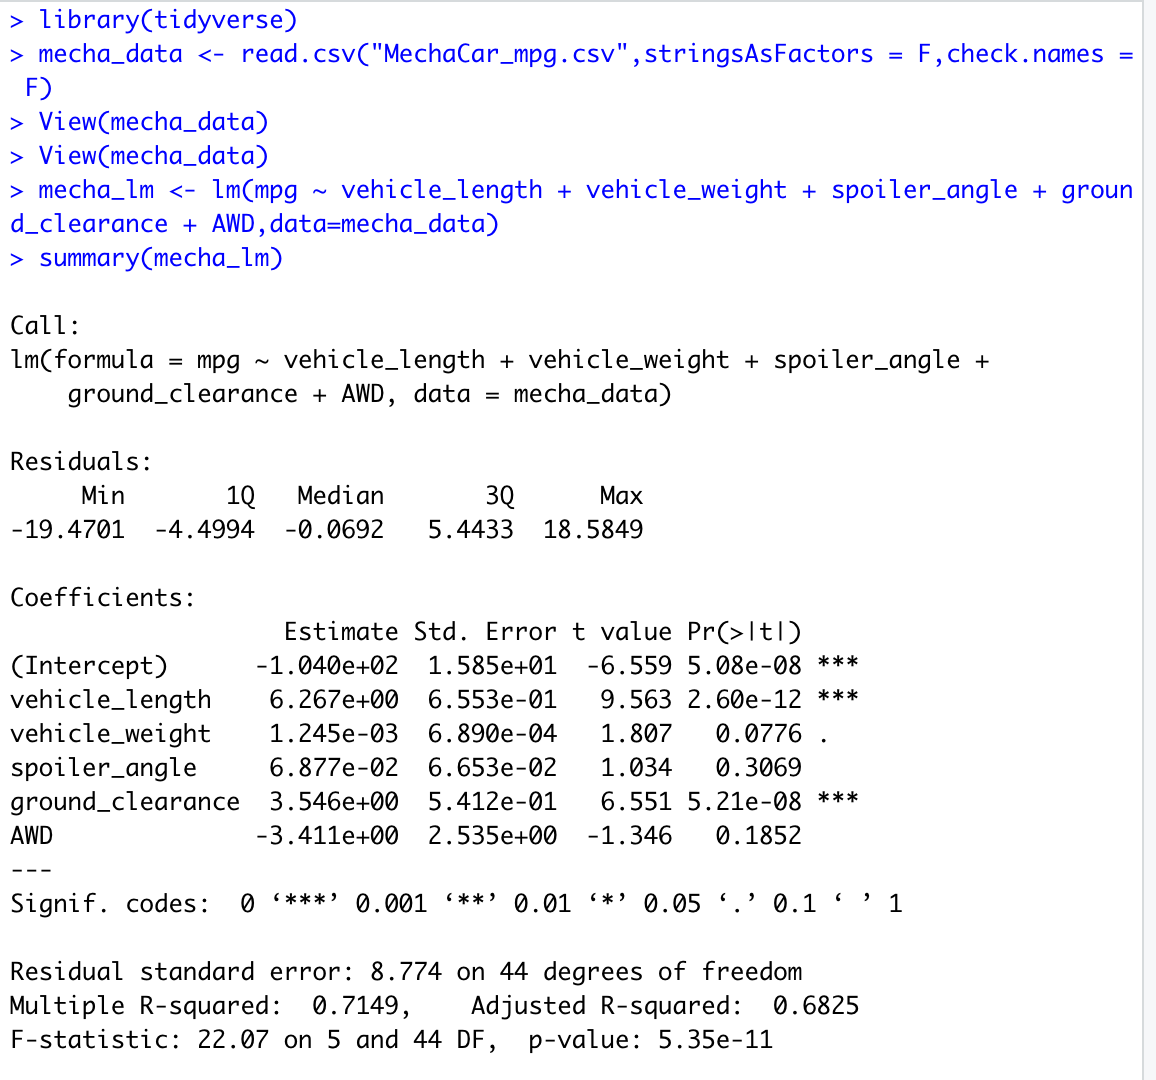 > library(tidyverse)
> mecha_data <- read.csv("MechaCar_mpg.csv",stringsAsFactors = F,check.names =
 F)
> View(mecha_data)
> View(mecha_data)
> mecha_lm <- lm(mpg ~ vehicle_length + vehicle_weight + spoiler_angle + groun
d_clearance + AWD,data=mecha_data)
> summary(mecha_lm)

Call:
lm(formula = mpg ~ vehicle_length + vehicle_weight + spoiler_angle +
    ground_clearance + AWD, data = mecha_data)

Residuals:
     Min       1Q   Median       3Q      Max
-19.4701  -4.4994  -0.0692   5.4433  18.5849

Coefficients:
                   Estimate Std. Error t value Pr(>|t|)
(Intercept)      -1.040e+02  1.585e+01  -6.559 5.08e-08 ***
vehicle_length    6.267e+00  6.553e-01   9.563 2.60e-12 ***
vehicle_weight    1.245e-03  6.890e-04   1.807   0.0776 .
spoiler_angle     6.877e-02  6.653e-02   1.034   0.3069
ground_clearance  3.546e+00  5.412e-01   6.551 5.21e-08 ***
AWD              -3.411e+00  2.535e+00  -1.346   0.1852
---
Signif. codes:  0 ‘***’ 0.001 ‘**’ 0.01 ‘*’ 0.05 ‘.’ 0.1 ‘ ’ 1

Residual standard error: 8.774 on 44 degrees of freedom
Multiple R-squared:  0.7149,    Adjusted R-squared:  0.6825
F-statistic: 22.07 on 5 and 44 DF,  p-value: 5.35e-11